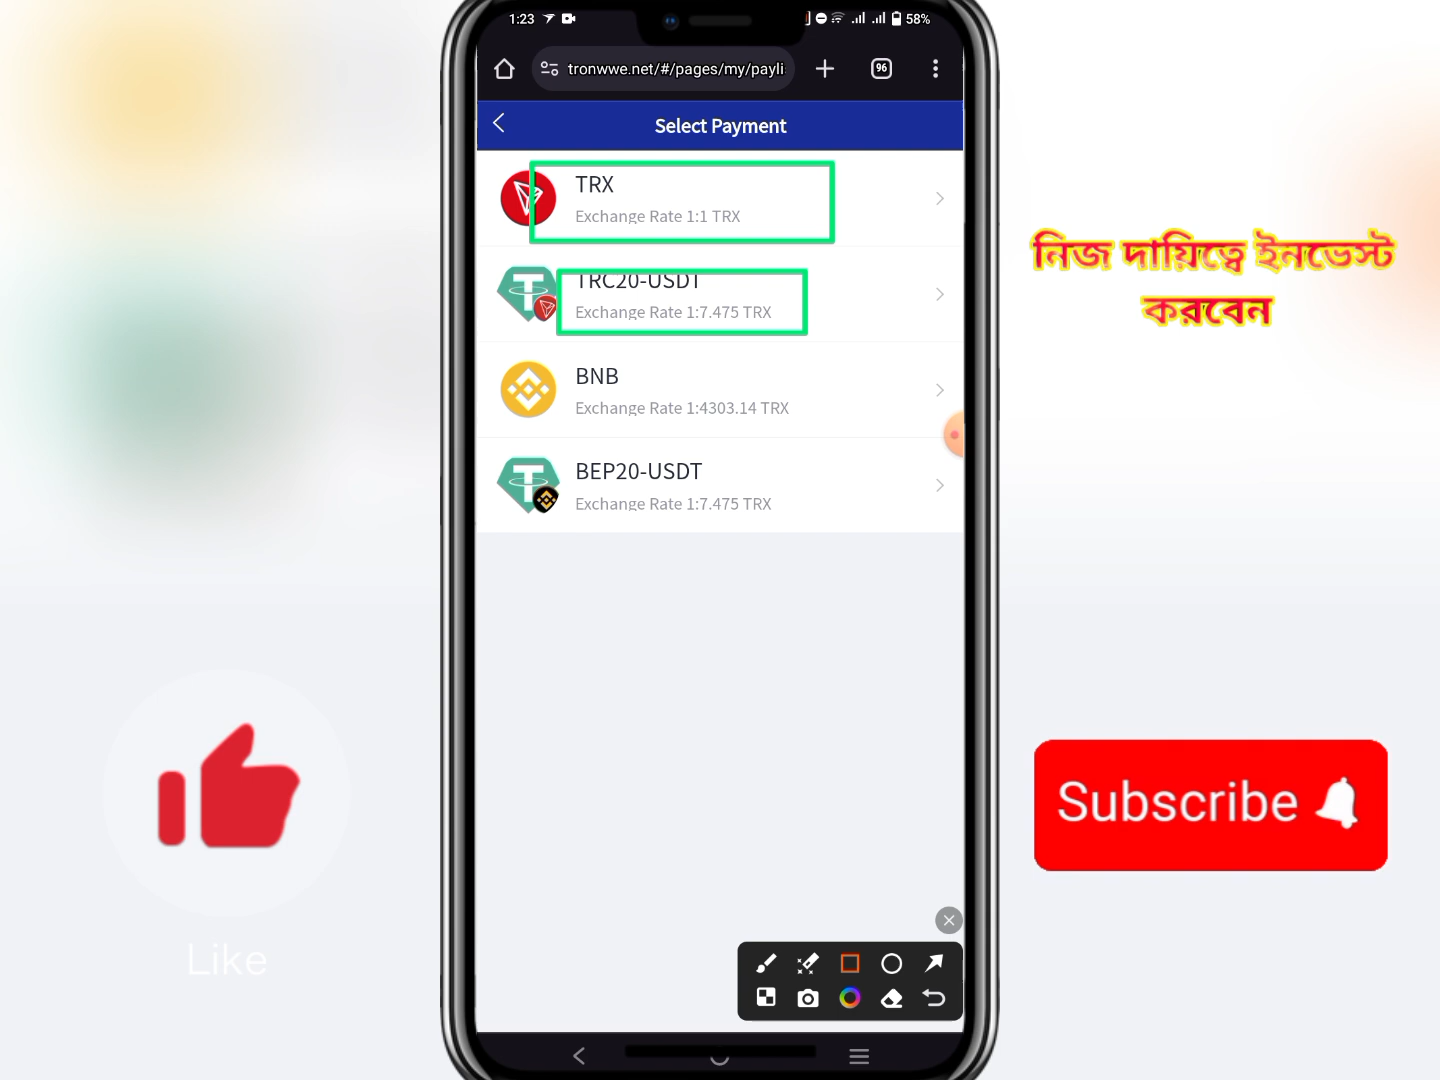 1:23
58%
tronwwe.net/#/pages/my/payli
96
Select Payment
TRX
Exchange Rate 1:1 TRX
TRC20-USDT
Exchange Rate 1:7.475 TRX
BNB
Exchange Rate 1:4303.14 TRX
BEP20-USDT
Exchange Rate 1:7.475 TRX
নিজ দায়িত্বে ইনভেস্ট
করবেন
Subscribe
Like